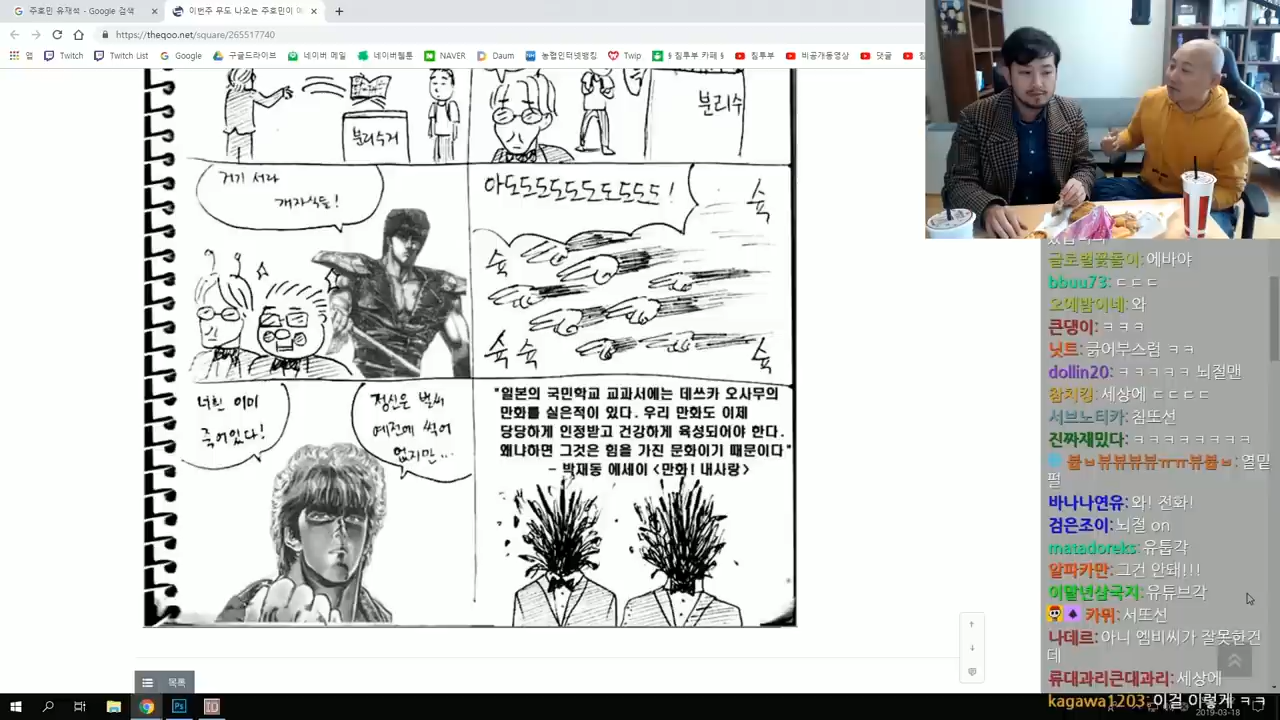 주호민 유재석 - Google 검색
이번주 무도 나오는 주호민이 예
https://theqoo.net/square/265517740
앱 Twitch Twitch List Google 구글드라이브 네이버 메일 네이버웹툰 NAVER Daum 농협인터넷뱅킹 Twip § 침투부 카페 § 침투부 비공개동영상 댓글 침
분리수거
분리수
거기 서라
개자식들!
아도도도도도도도도도!
슉
슉
슉 슉
슉
너흰 이미
죽어있다!
정신은 벌써
예전에 썩어
없지만...
"일본의 국민학교 교과서에는 데쓰카 오사무의
만화를 실은적이 있다. 우리 만화도 이제
당당하게 인정받고 건강하게 육성되어야 한다.
왜냐하면 그것은 힘을 가진 문화이기 때문이다"
- 박재동 에세이 <만화! 내사랑>
목록
글로벌꽃돌이: 에바야
bbuu73: ㄷㄷㄷ
오에밤이네: 와
큰댕이: ㅋㅋㅋ
닛트: 긁어부스럼 ㅋㅋ
dollin20: ㅋㅋㅋㅋㅋ 뇌절맨
참치킹: 세상에 ㄷㄷㄷㄷ
서브노티카: 침또선
진짜재밌다: ㅋㅋㅋㅋㅋㅋㅋㅋ
열밑
펄
바나나연유: 와! 전화!
검은조이: 뇌절 on
matadoreks: 유튭각
알파카만: 그건 안돼!!!
이말년삼국지: 유튜브각
카뮈: 서또선
나데르: 아니 엠비씨가 잘못한건
데
류대과리큰대과리: 세상에
kagawa1203: 이걸 이렇게 ㅋㅋ
2019-03-18